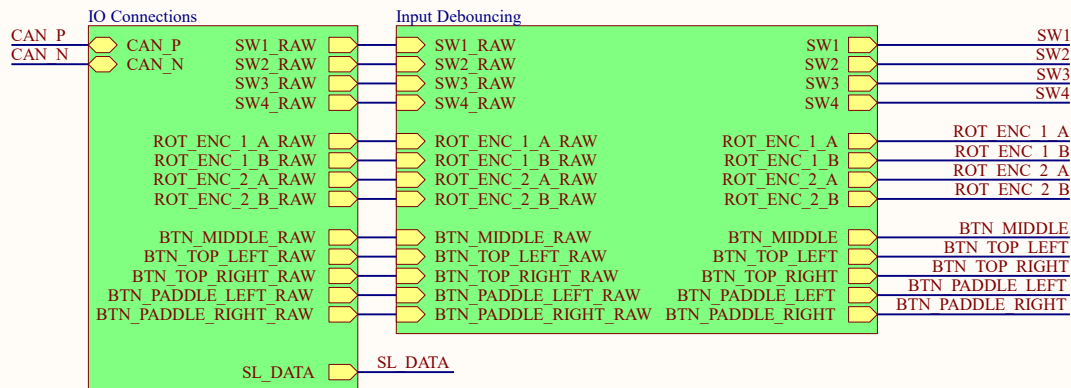 IO Connections
Input Debouncing
CAN_P CAN_P SW1_RAW SW1_RAW SW1 SW1
CAN_N CAN_N SW2_RAW SW2_RAW SW2 SW2
SW3_RAW SW3_RAW SW3 SW3
SW4_RAW SW4_RAW SW4 SW4
ROT_ENC_1_A_RAW ROT_ENC_1_A_RAW ROT_ENC_1_A ROT_ENC_1_A
ROT_ENC_1_B_RAW ROT_ENC_1_B_RAW ROT_ENC_1_B ROT_ENC_1_B
ROT_ENC_2_A_RAW ROT_ENC_2_A_RAW ROT_ENC_2_A ROT_ENC_2_A
ROT_ENC_2_B_RAW ROT_ENC_2_B_RAW ROT_ENC_2_B ROT_ENC_2_B
BTN_MIDDLE_RAW BTN_MIDDLE_RAW BTN_MIDDLE BTN_MIDDLE
BTN_TOP_LEFT_RAW BTN_TOP_LEFT_RAW BTN_TOP_LEFT BTN_TOP_LEFT
BTN_TOP_RIGHT_RAW BTN_TOP_RIGHT_RAW BTN_TOP_RIGHT BTN_TOP_RIGHT
BTN_PADDLE_LEFT_RAW BTN_PADDLE_LEFT_RAW BTN_PADDLE_LEFT BTN_PADDLE_LEFT
BTN_PADDLE_RIGHT_RAW BTN_PADDLE_RIGHT_RAW BTN_PADDLE_RIGHT BTN_PADDLE_RIGHT
SL_DATA SL_DATA